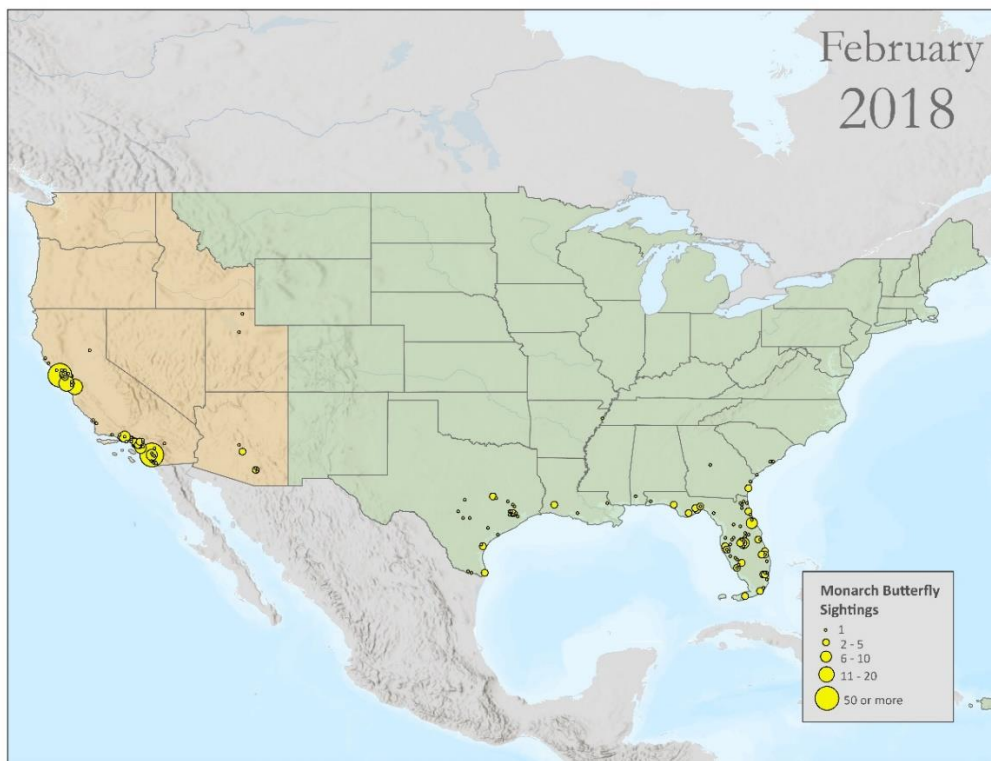 February
2018
Monarch Butterfly
Sightings
1
2 - 5
6 - 10
11 - 20
50 or more